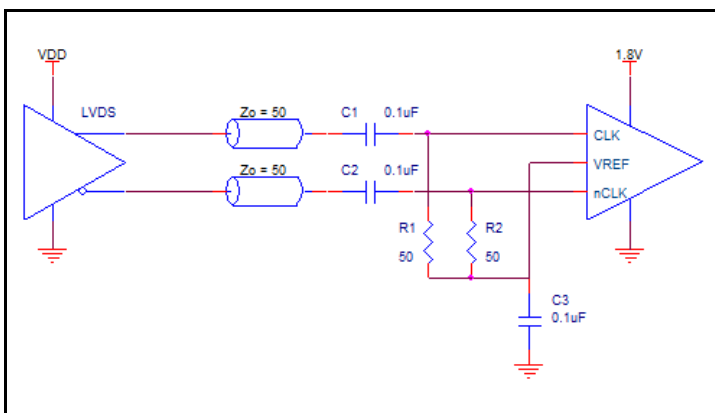 VDD
1.8V
LVDS
Zo = 50
C1
0.1uF
CLK
Zo = 50
C2
0.1uF
VREF
nCLK
R1
50
R2
50
C3
0.1uF